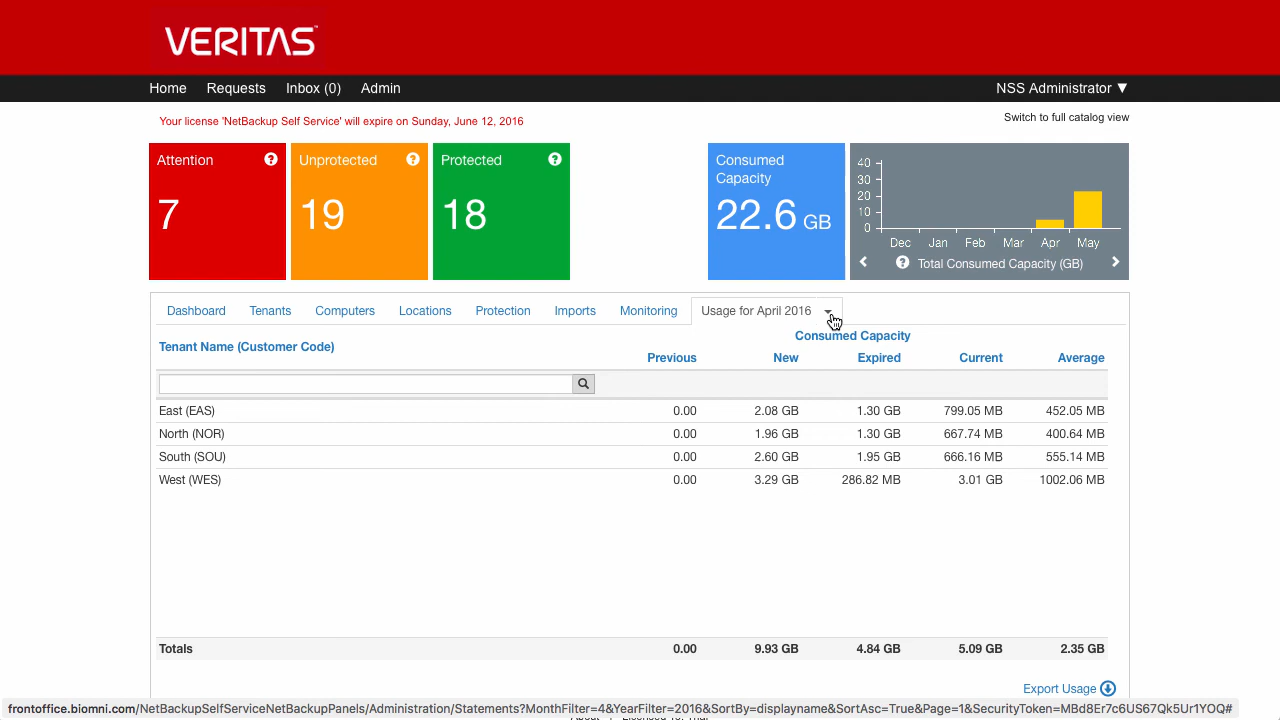 VERITAS™
Home Requests Inbox (0) Admin NSS Administrator ▼
Your license 'NetBackup Self Service' will expire on Sunday, June 12, 2016
Switch to full catalog view
Attention ?
7
Unprotected ?
19
Protected ?
18
Consumed
Capacity
22.6 GB
40
30
20
10
0
Dec Jan Feb Mar Apr May
? Total Consumed Capacity (GB)
Dashboard Tenants Computers Locations Protection Imports Monitoring Usage for April 2016
Consumed Capacity
Tenant Name (Customer Code)
Previous New Expired Current Average
East (EAS) 0.00 2.08 GB 1.30 GB 799.05 MB 452.05 MB
North (NOR) 0.00 1.96 GB 1.30 GB 667.74 MB 400.64 MB
South (SOU) 0.00 2.60 GB 1.95 GB 666.16 MB 555.14 MB
West (WES) 0.00 3.29 GB 286.82 MB 3.01 GB 1002.06 MB
Totals 0.00 9.93 GB 4.84 GB 5.09 GB 2.35 GB
Export Usage
frontoffice.biomni.com/NetBackupSelfServiceNetBackupPanels/Administration/Statements?MonthFilter=4&YearFilter=2016&SortBy=displayname&SortAsc=True&Page=1&SecurityToken=MBd8Er7c6US67Qk5Ur1YOQ#